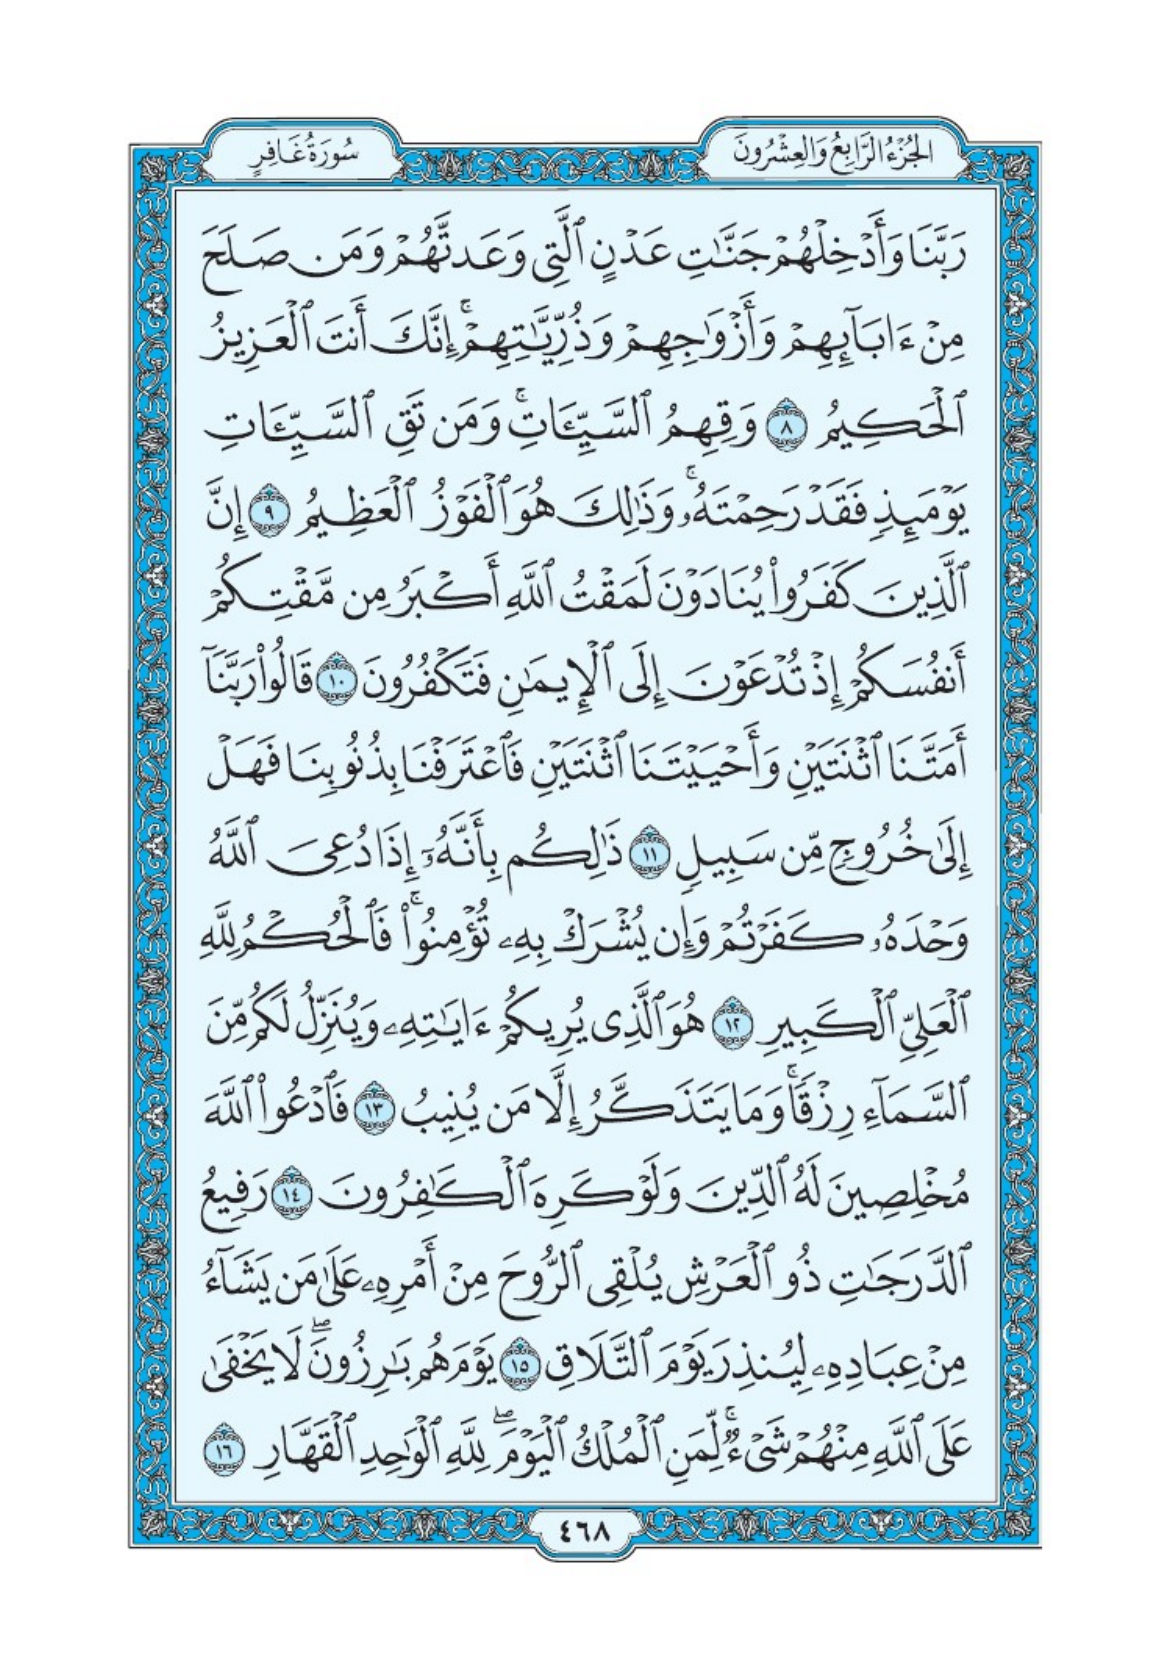 الجُزْءُ الرَّابِعُ وَالعِشْرُونَ
سُورَةُ غَافِرٍ
رَبَّنَا وَأَدْخِلْهُمْ جَنَّٰتِ عَدْنٍ ٱلَّتِى وَعَدتَّهُمْ وَمَن صَلَحَ
مِنْ ءَابَآئِهِمْ وَأَزْوَٰجِهِمْ وَذُرِّيَّٰتِهِمْ ۚ إِنَّكَ أَنتَ ٱلْعَزِيزُ
ٱلْحَكِيمُ ٨ وَقِهِمُ ٱلسَّيِّـَٔاتِ ۚ وَمَن تَقِ ٱلسَّيِّـَٔاتِ
يَوْمَئِذٍ فَقَدْ رَحِمْتَهُۥ ۚ وَذَٰلِكَ هُوَ ٱلْفَوْزُ ٱلْعَظِيمُ ٩ إِنَّ
ٱلَّذِينَ كَفَرُوا۟ يُنَادَوْنَ لَمَقْتُ ٱللَّهِ أَكْبَرُ مِن مَّقْتِكُمْ
أَنفُسَكُمْ إِذْ تُدْعَوْنَ إِلَى ٱلْإِيمَٰنِ فَتَكْفُرُونَ ١٠ قَالُوا۟ رَبَّنَآ
أَمَتَّنَا ٱثْنَتَيْنِ وَأَحْيَيْتَنَا ٱثْنَتَيْنِ فَٱعْتَرَفْنَا بِذُنُوبِنَا فَهَلْ
إِلَىٰ خُرُوجٍ مِّن سَبِيلٍ ١١ ذَٰلِكُم بِأَنَّهُۥٓ إِذَا دُعِىَ ٱللَّهُ
وَحْدَهُۥ كَفَرْتُمْ وَإِن يُشْرَكْ بِهِۦ تُؤْمِنُوا۟ ۚ فَٱلْحُكْمُ لِلَّهِ
ٱلْعَلِىِّ ٱلْكَبِيرِ ١٢ هُوَ ٱلَّذِى يُرِيكُمْ ءَايَٰتِهِۦ وَيُنَزِّلُ لَكُم مِّنَ
ٱلسَّمَآءِ رِزْقًا ۚ وَمَا يَتَذَكَّرُ إِلَّا مَن يُنِيبُ ١٣ فَٱدْعُوا۟ ٱللَّهَ
مُخْلِصِينَ لَهُ ٱلدِّينَ وَلَوْ كَرِهَ ٱلْكَٰفِرُونَ ١٤ رَفِيعُ
ٱلدَّرَجَٰتِ ذُو ٱلْعَرْشِ يُلْقِى ٱلرُّوحَ مِنْ أَمْرِهِۦ عَلَىٰ مَن يَشَآءُ
مِنْ عِبَادِهِۦ لِيُنذِرَ يَوْمَ ٱلتَّلَاقِ ١٥ يَوْمَ هُم بَٰرِزُونَ ۖ لَا يَخْفَىٰ
عَلَى ٱللَّهِ مِنْهُمْ شَىْءٌ ۚ لِّمَنِ ٱلْمُلْكُ ٱلْيَوْمَ ۖ لِلَّهِ ٱلْوَٰحِدِ ٱلْقَهَّارِ ١٦
٤٦٨